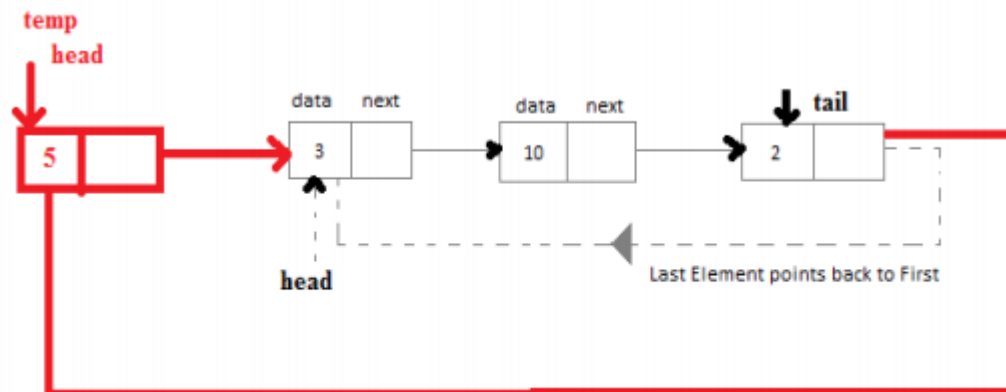 temp
head
data next
data next
tail
5
3
10
2
head
Last Element points back to First